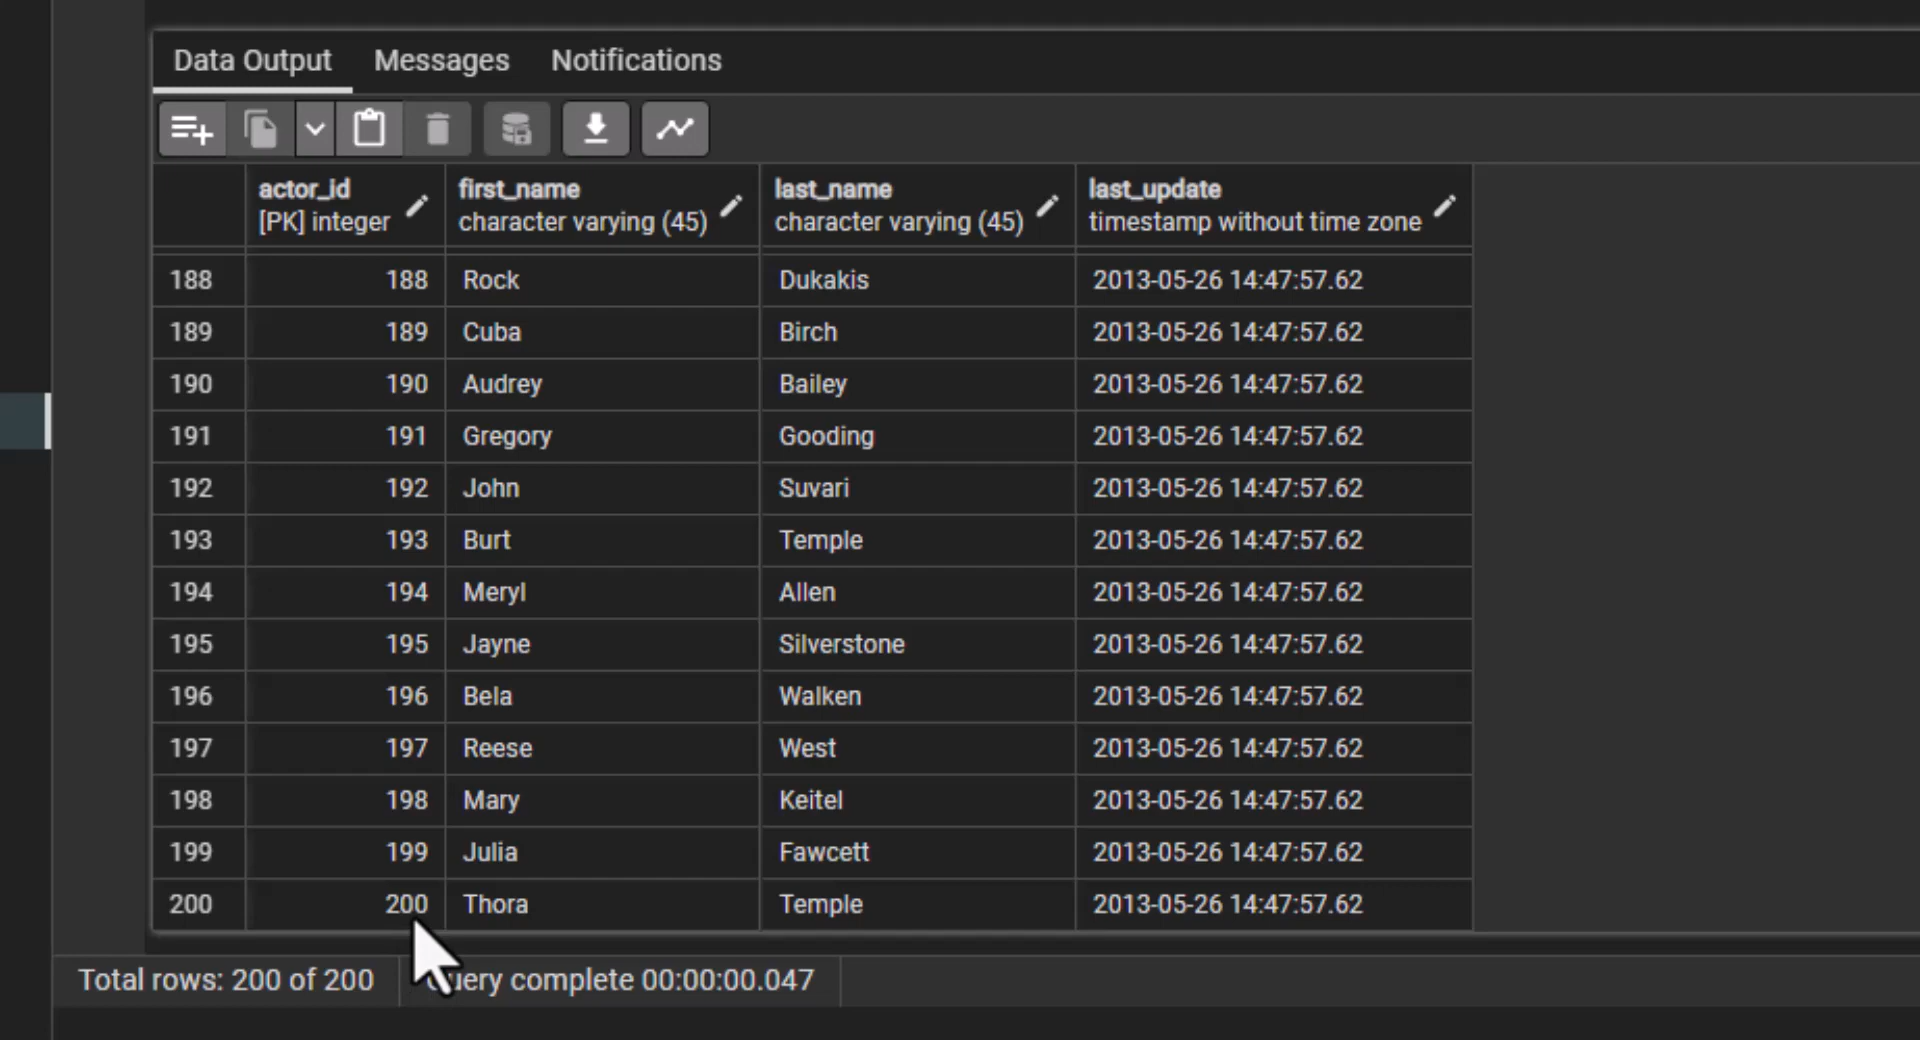 Data Output Messages Notifications
actor_id first_name last_name last_update
[PK] integer character varying (45) character varying (45) timestamp without time zone
188 188 Rock Dukakis 2013-05-26 14:47:57.62
189 189 Cuba Birch 2013-05-26 14:47:57.62
190 190 Audrey Bailey 2013-05-26 14:47:57.62
191 191 Gregory Gooding 2013-05-26 14:47:57.62
192 192 John Suvari 2013-05-26 14:47:57.62
193 193 Burt Temple 2013-05-26 14:47:57.62
194 194 Meryl Allen 2013-05-26 14:47:57.62
195 195 Jayne Silverstone 2013-05-26 14:47:57.62
196 196 Bela Walken 2013-05-26 14:47:57.62
197 197 Reese West 2013-05-26 14:47:57.62
198 198 Mary Keitel 2013-05-26 14:47:57.62
199 199 Julia Fawcett 2013-05-26 14:47:57.62
200 200 Thora Temple 2013-05-26 14:47:57.62
Total rows: 200 of 200 Query complete 00:00:00.047